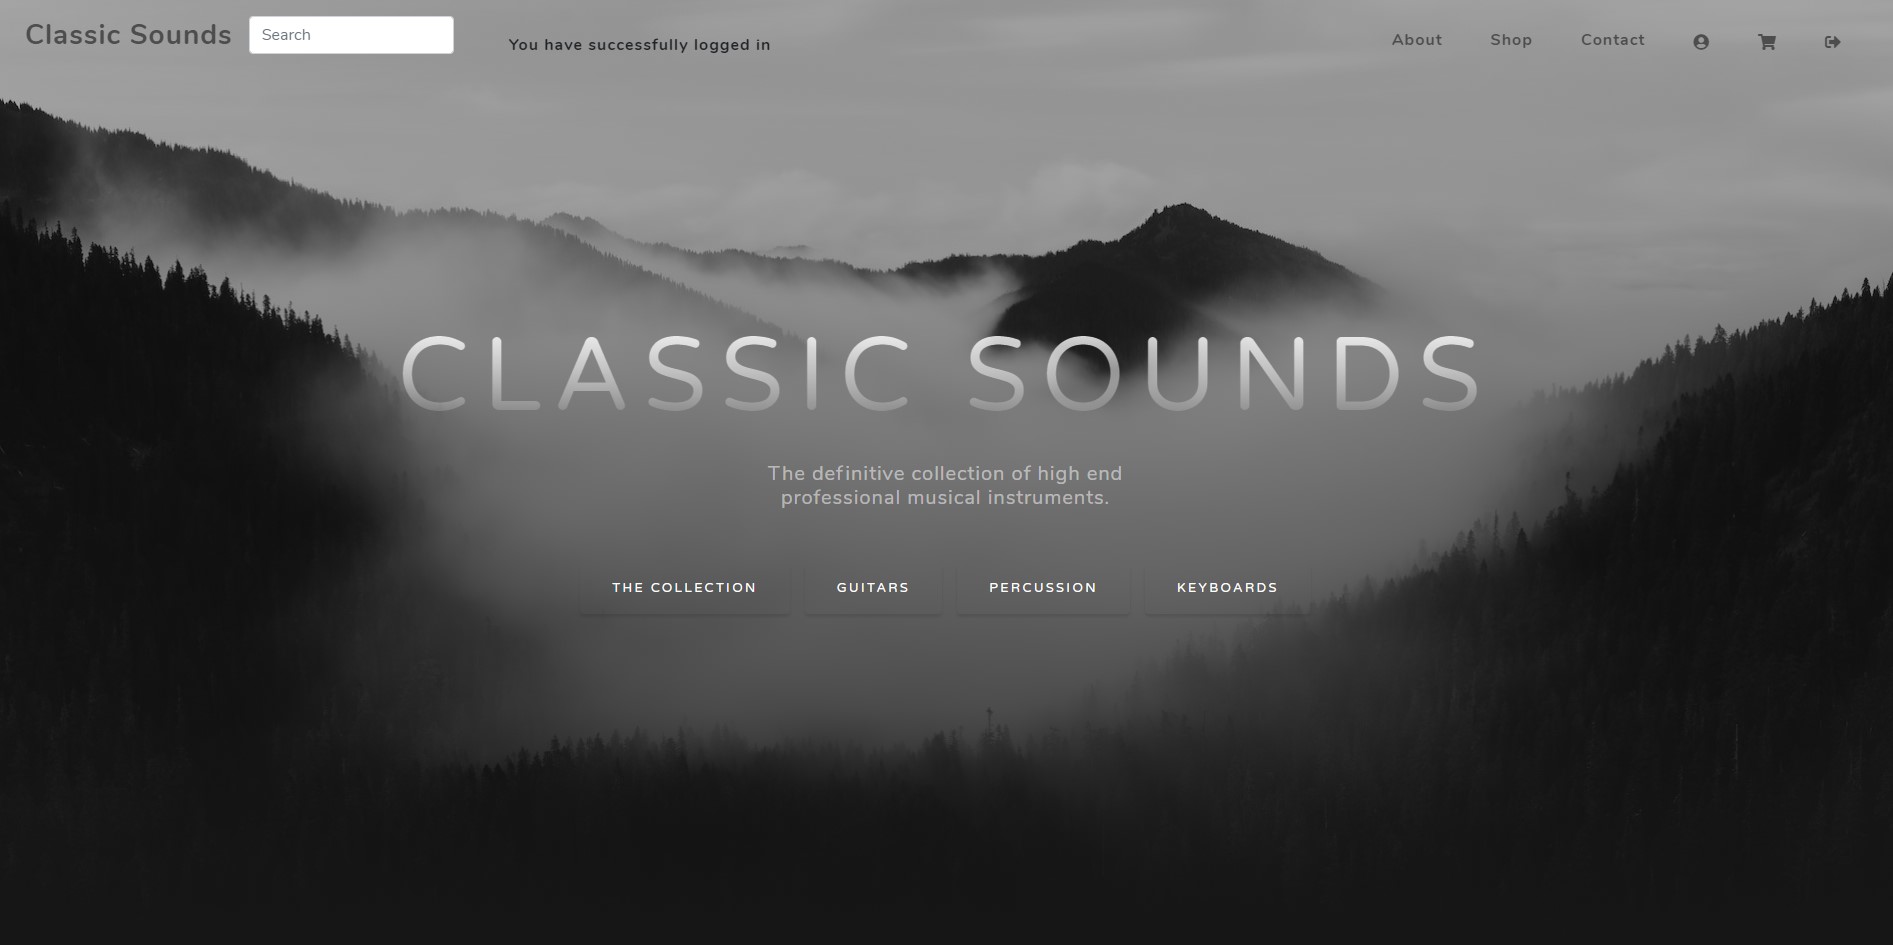 Classic Sounds
Search
You have successfully logged in
About
Shop
Contact
CLASSIC SOUNDS
The definitive collection of high end
professional musical instruments.
THE COLLECTION
GUITARS
PERCUSSION
KEYBOARDS